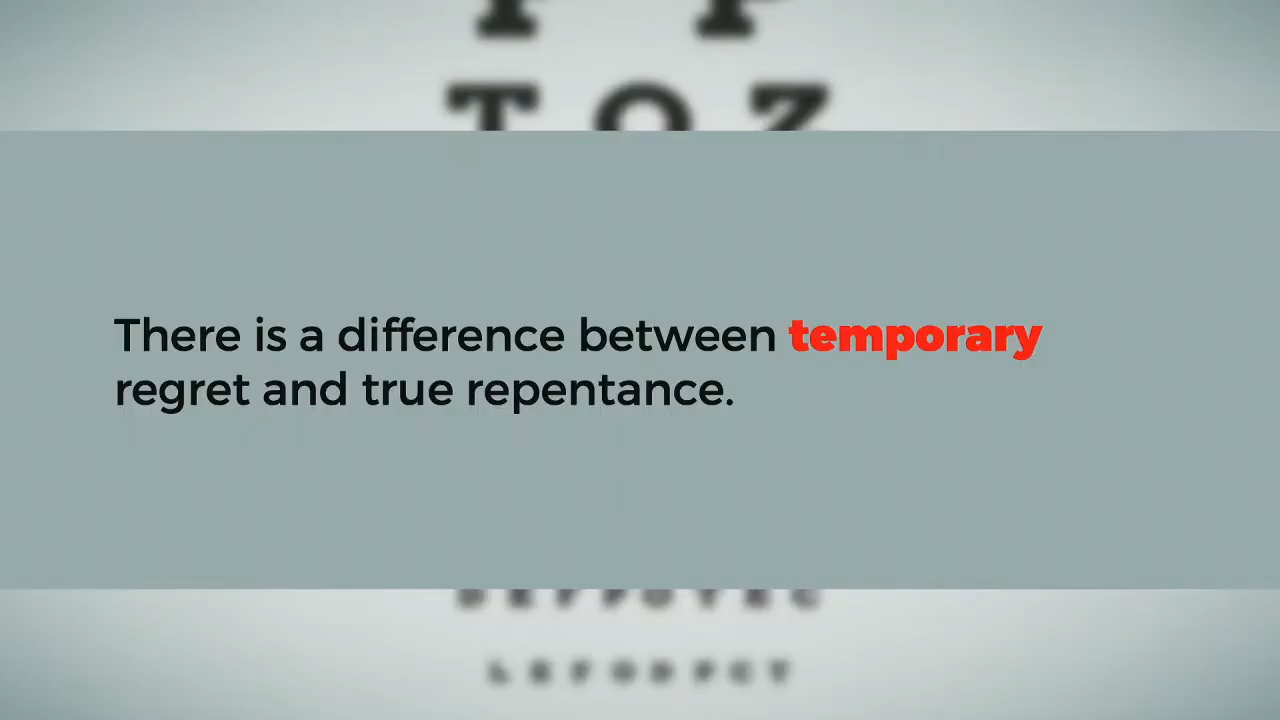 F P
T O Z
There is a difference between temporary
regret and true repentance.
L E F O D P C T